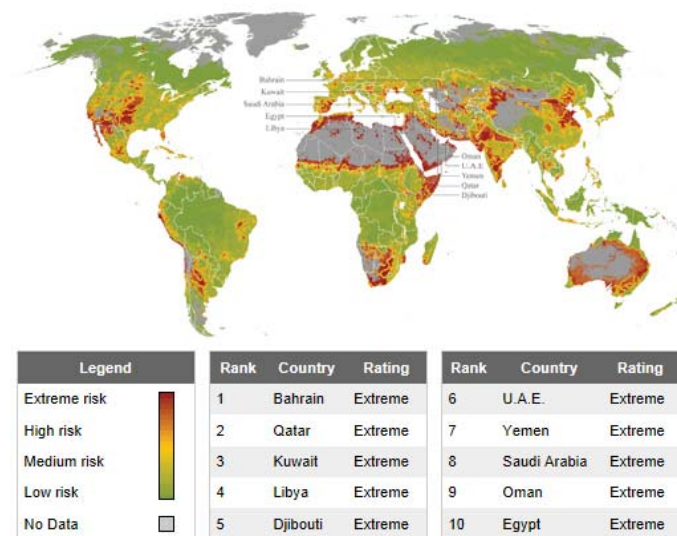 Bahrain
Kuwait
Saudi Arabia
Egypt
Libya
Oman
U.A.E
Yemen
Qatar
Djibouti
Legend
Extreme risk
High risk
Medium risk
Low risk
No Data
Rank Country Rating
1 Bahrain Extreme
2 Qatar Extreme
3 Kuwait Extreme
4 Libya Extreme
5 Djibouti Extreme
Rank Country Rating
6 U.A.E. Extreme
7 Yemen Extreme
8 Saudi Arabia Extreme
9 Oman Extreme
10 Egypt Extreme